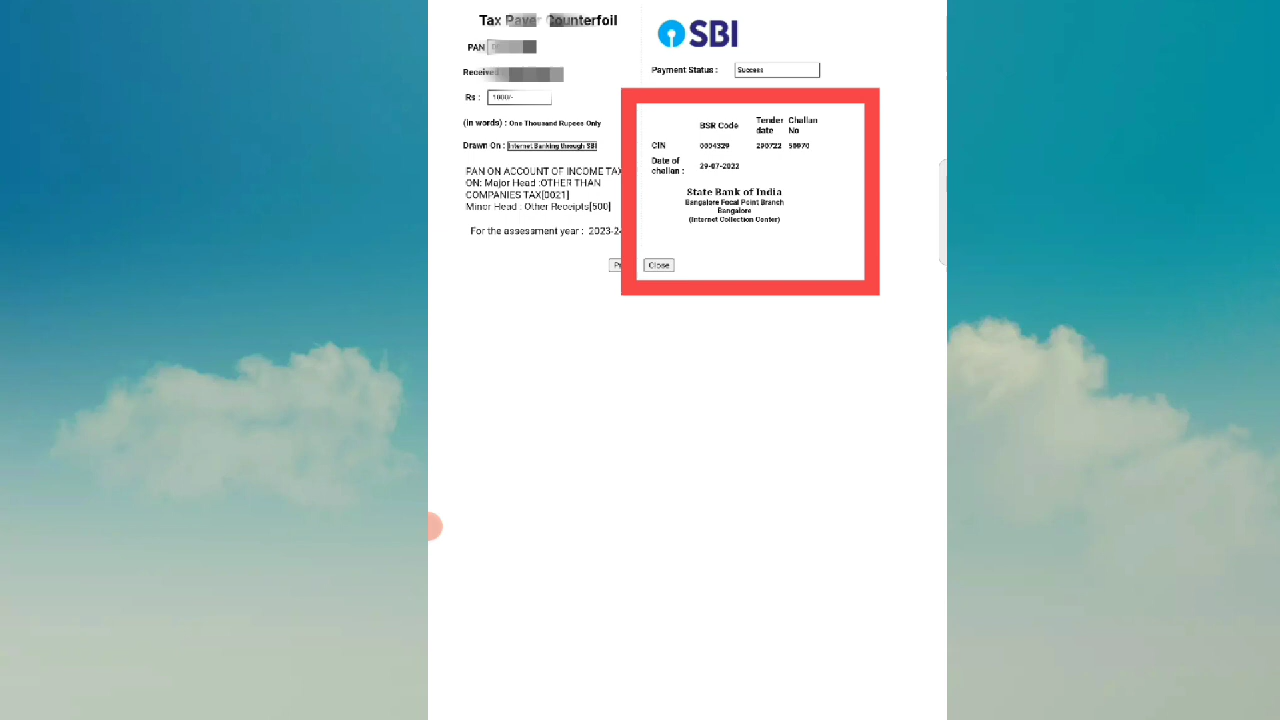 Tax Payer Counterfoil
PAN
Received
Rs : 1000/-
(in words) : One Thousand Rupees Only
Drawn On : Internet Banking through SBI
PAN ON ACCOUNT OF INCOME TAX
ON: Major Head :OTHER THAN
COMPANIES TAX[0021]
Minor Head : Other Receipts[500]
For the assessment year : 2023-24
SBI
Payment Status : Success
BSR Code Tender date Challan No
CIN 0004329 290722 50970
Date of challan : 29-07-2022
State Bank of India
Bangalore Focal Point Branch
Bangalore
(Internet Collection Center)
Close